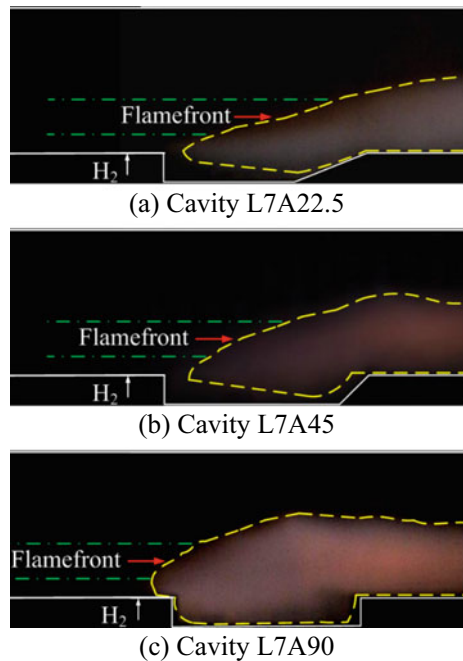 Flamefront
H₂
(a) Cavity L7A22.5
Flamefront
H₂
(b) Cavity L7A45
Flamefront
H₂
(c) Cavity L7A90